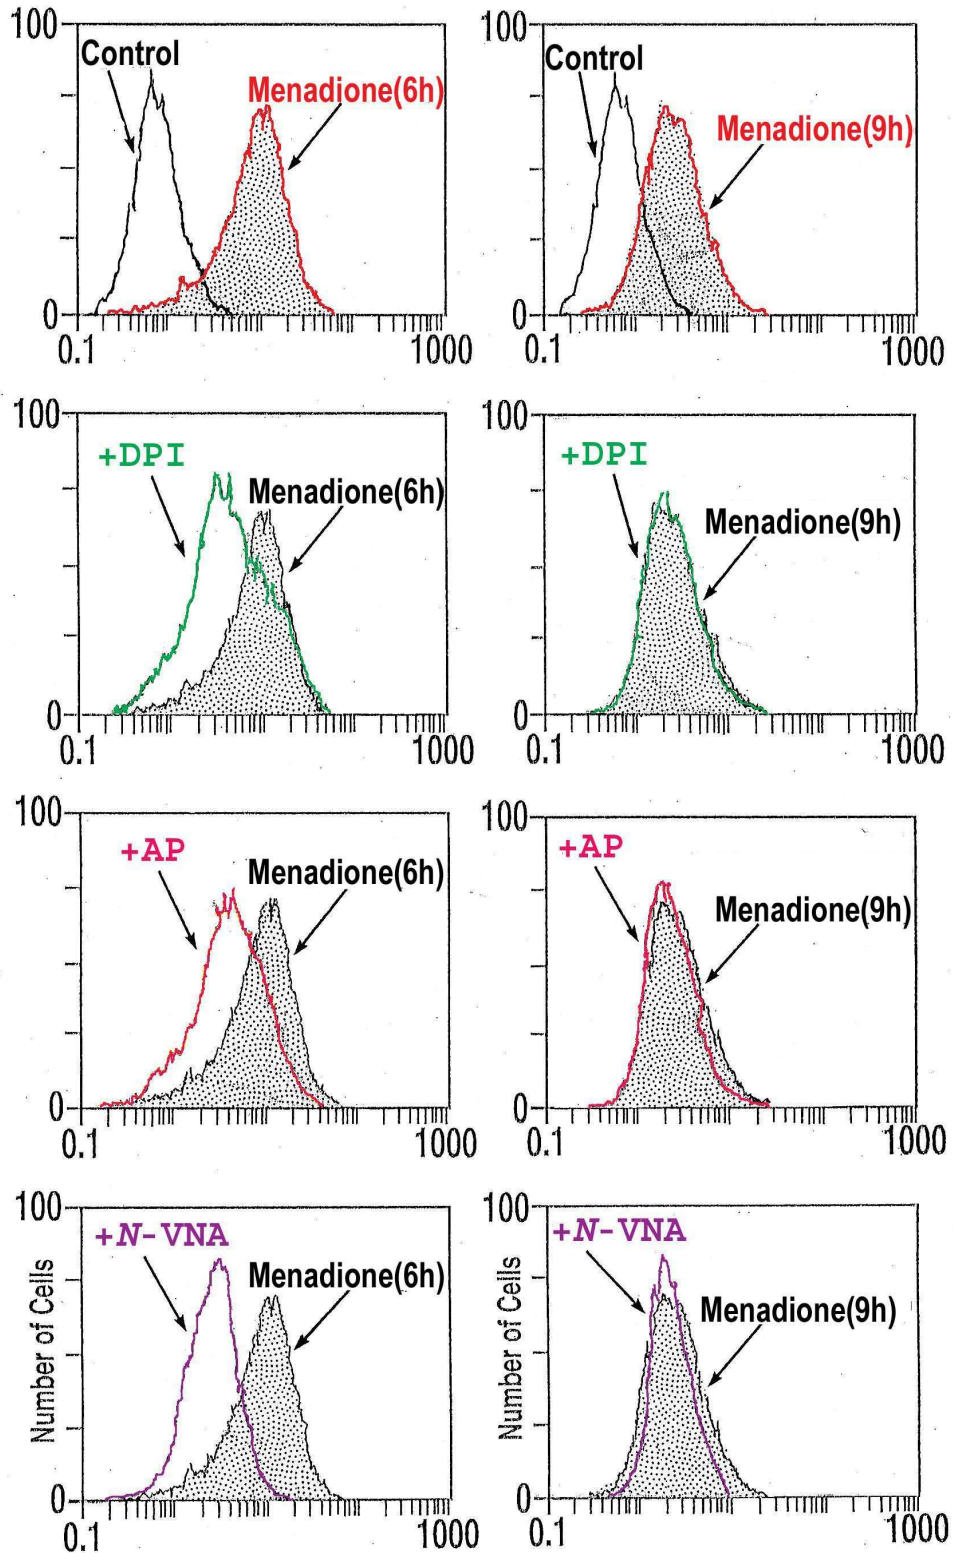 100
Control
Menadione(6h)
0
0.1
1000
100
Control
Menadione(9h)
0
0.1
1000
100
+DPI
Menadione(6h)
0
0.1
1000
100
+DPI
Menadione(9h)
0
0.1
1000
100
+AP
Menadione(6h)
0
0.1
1000
100
+AP
Menadione(9h)
0
0.1
1000
100
+N-VNA
Menadione(6h)
Number of Cells
0
0.1
1000
100
+N-VNA
Menadione(9h)
Number of Cells
0
0.1
1000